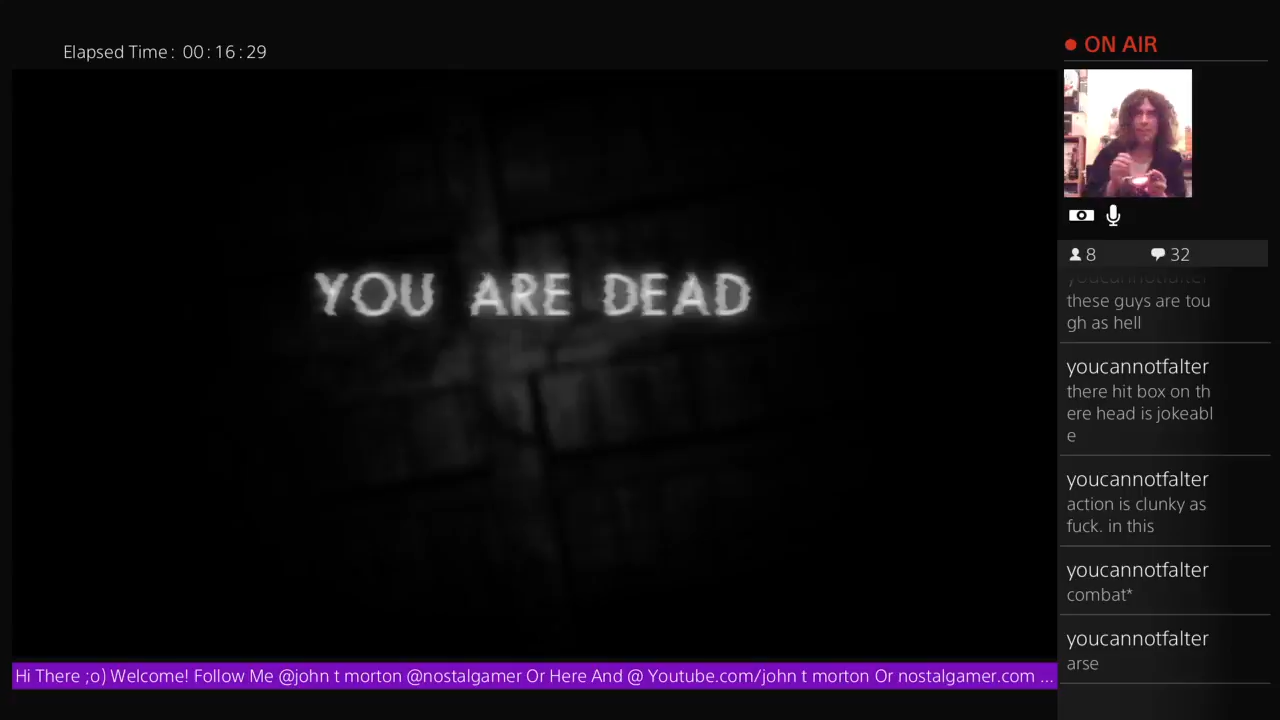 Elapsed Time: 00:16:29
ON AIR
YOU ARE DEAD
8
32
youcannotfalter
these guys are tou
gh as hell
youcannotfalter
there hit box on th
ere head is jokeabl
e
youcannotfalter
action is clunky as
fuck. in this
youcannotfalter
combat*
youcannotfalter
arse
Hi There ;o) Welcome! Follow Me @john t morton @nostalgamer Or Here And @ Youtube.com/john t morton Or nostalgamer.com ...